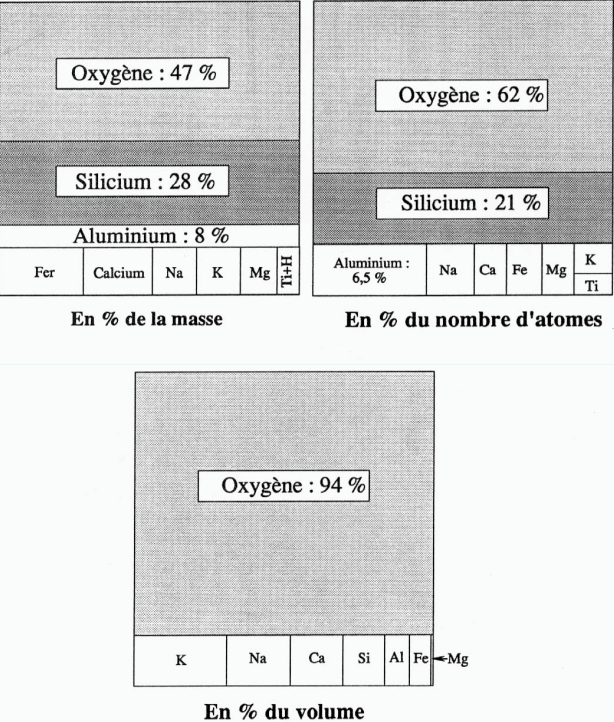 Oxygène : 47 %
Silicium : 28 %
Aluminium : 8 %
Fer Calcium Na K Mg Ti+H
En % de la masse
Oxygène : 62 %
Silicium : 21 %
Aluminium :
6,5 %
Na Ca Fe Mg K
Ti
En % du nombre d'atomes
Oxygène : 94 %
K Na Ca Si Al Fe Mg
En % du volume